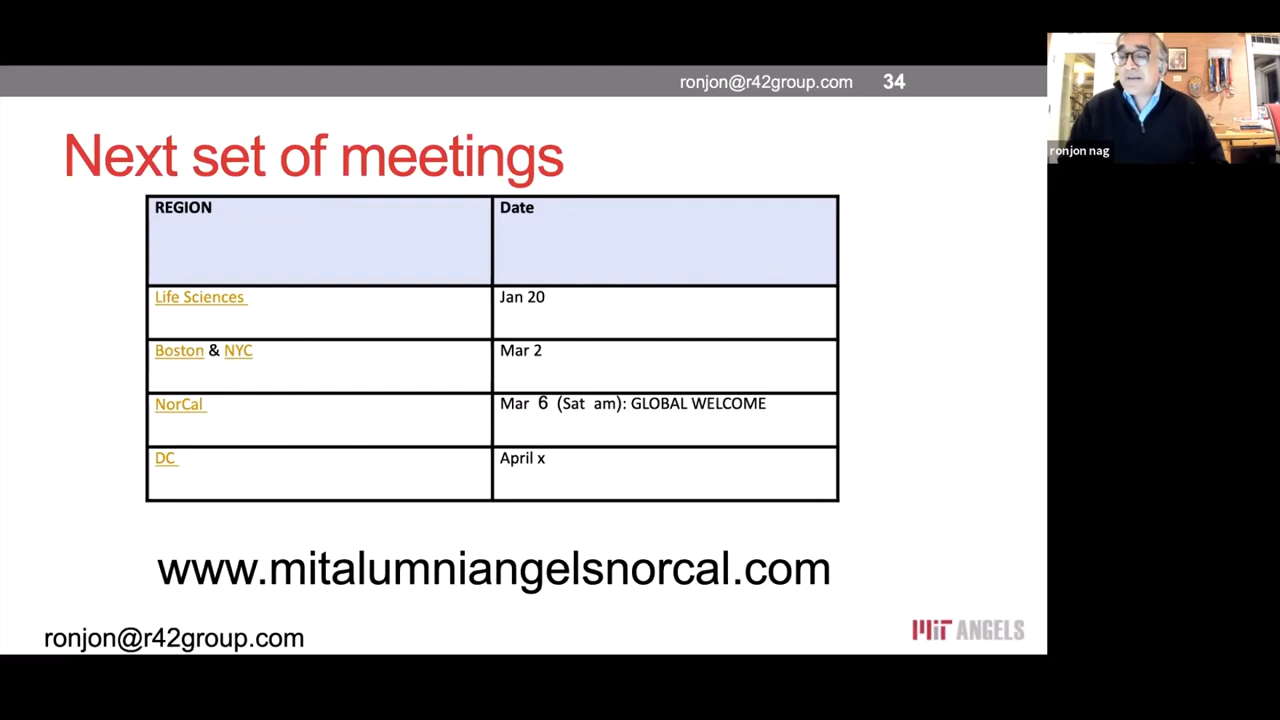 ronjon@r42group.com 34
ronjon nag
Next set of meetings
REGION Date
Life Sciences Jan 20
Boston & NYC Mar 2
NorCal Mar 6 (Sat am): GLOBAL WELCOME
DC April x
www.mitalumniangelsnorcal.com
ronjon@r42group.com
MIT ANGELS